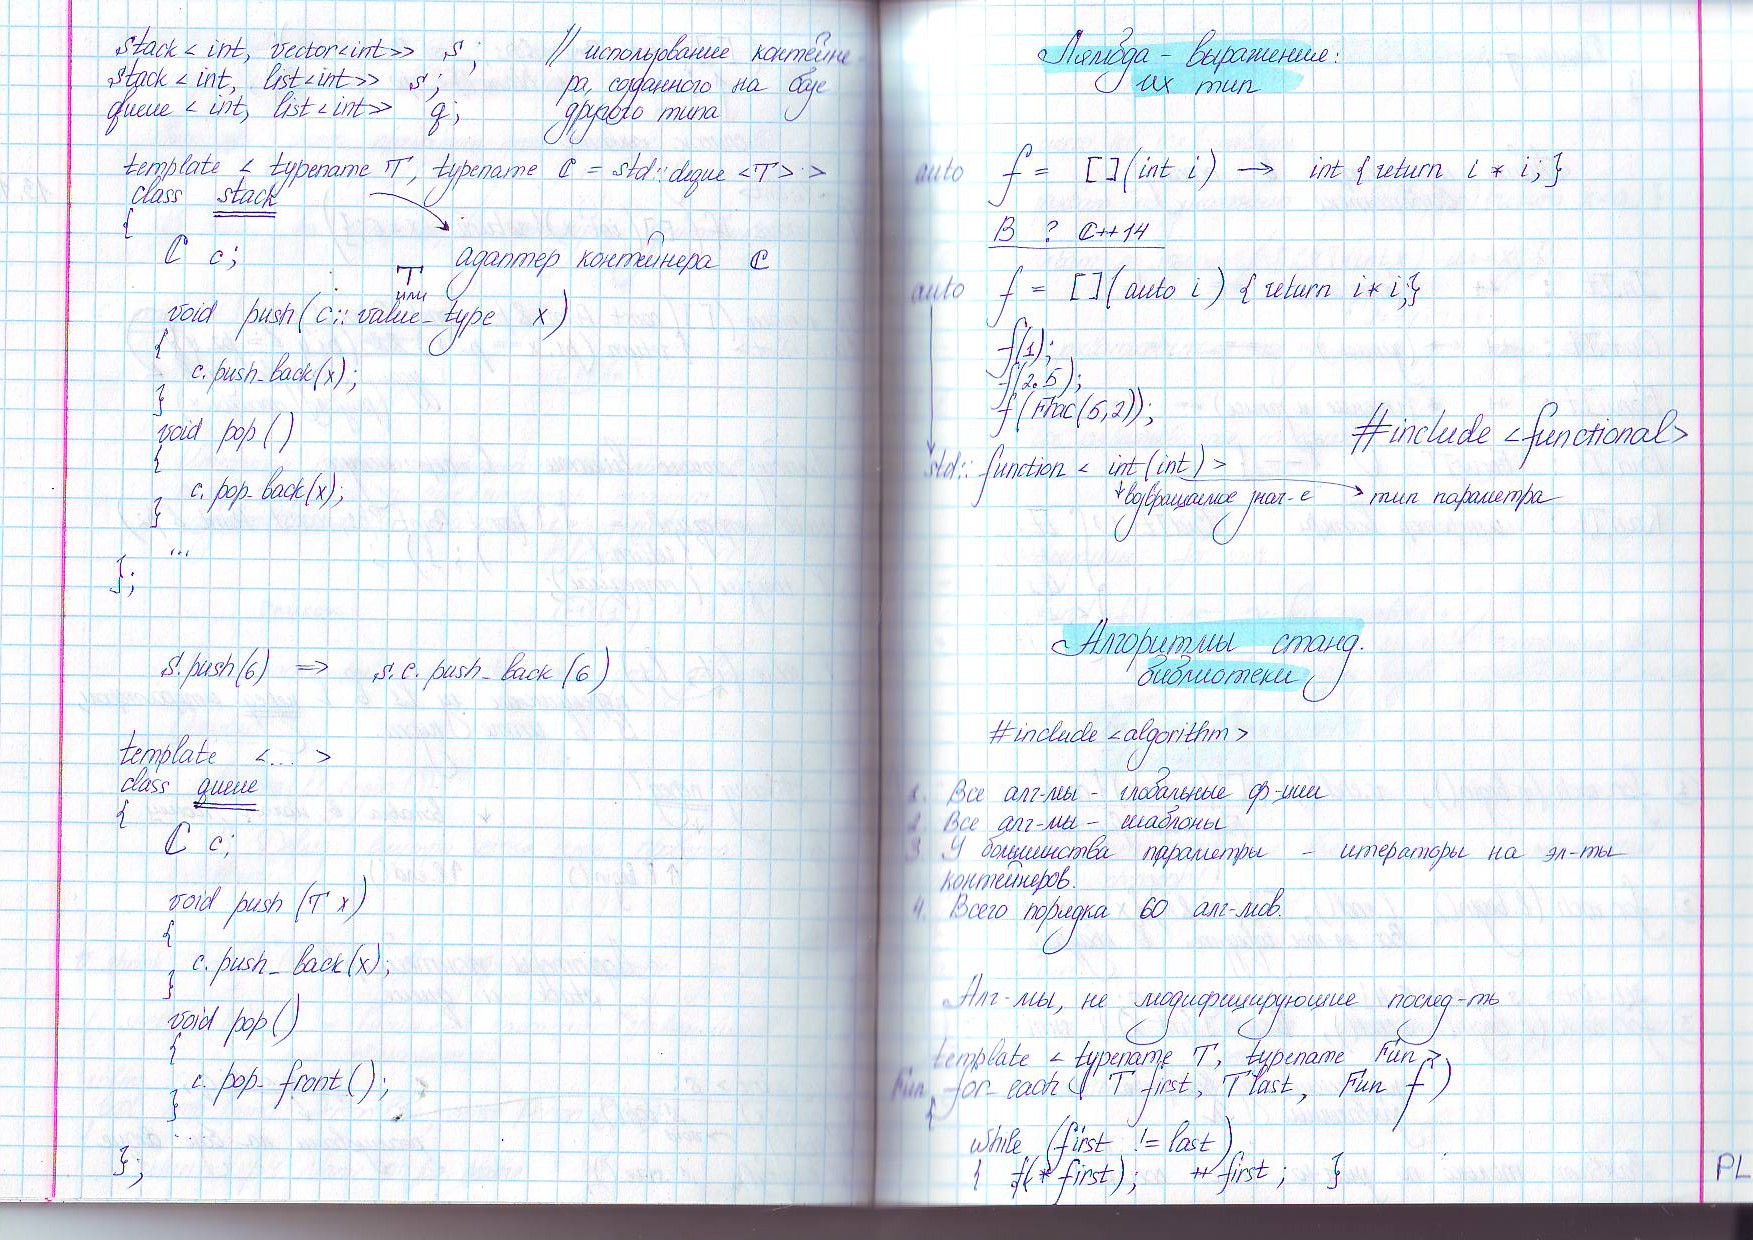 stack<int, vector<int>> s; // использование контейне
stack<int, list<int>> s; ра, созданного на базе
queue <int, list<int>> q; другого типа
template < typename T, typename C = std::deque <T> >
class stack
{
C c;
адаптер контейнера C
T
или
void push(c::value_type x)
{
c.push_back(x);
}
void pop()
{
c.pop_back(x);
}
...
};
s.push(6) => s.c.push_back(6)
template <...>
class queue
{
C c;
void push (T x)
{
c.push_back(x);
}
void pop()
{
c.pop_front();
}
...
};
Лямбда-выражение:
их тип
auto f = [](int i) → int {return i * i;}
В ? C++14
auto f = [](auto i) {return i*i;}
f(1);
f(2.5);
f(Frac(5,2));
#include <functional>
std::function < int(int)>
возвращаемое знач-е тип параметра
Алгоритмы станд.
библиотеки
#include <algorithm>
1. Все алг-мы - глобальные ф-ции
2. Все алг-мы - шаблоны
3. У большинства параметры - итераторы на эл-ты
контейнеров.
4. Всего порядка 60 алг-мов.
Алг-мы, не модифицирующие послед-ть
template < typename T, typename Fun>
Fun for_each ( T first, T last, Fun f )
{
while (first != last)
{ f(* first); ++ first; }
PL